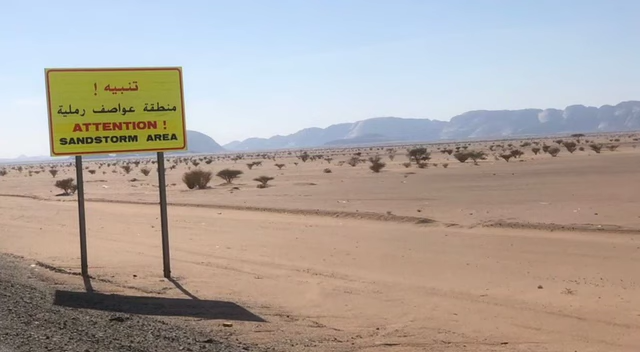 تنبيه !
منطقة عواصف رملية
ATTENTION !
SANDSTORM AREA